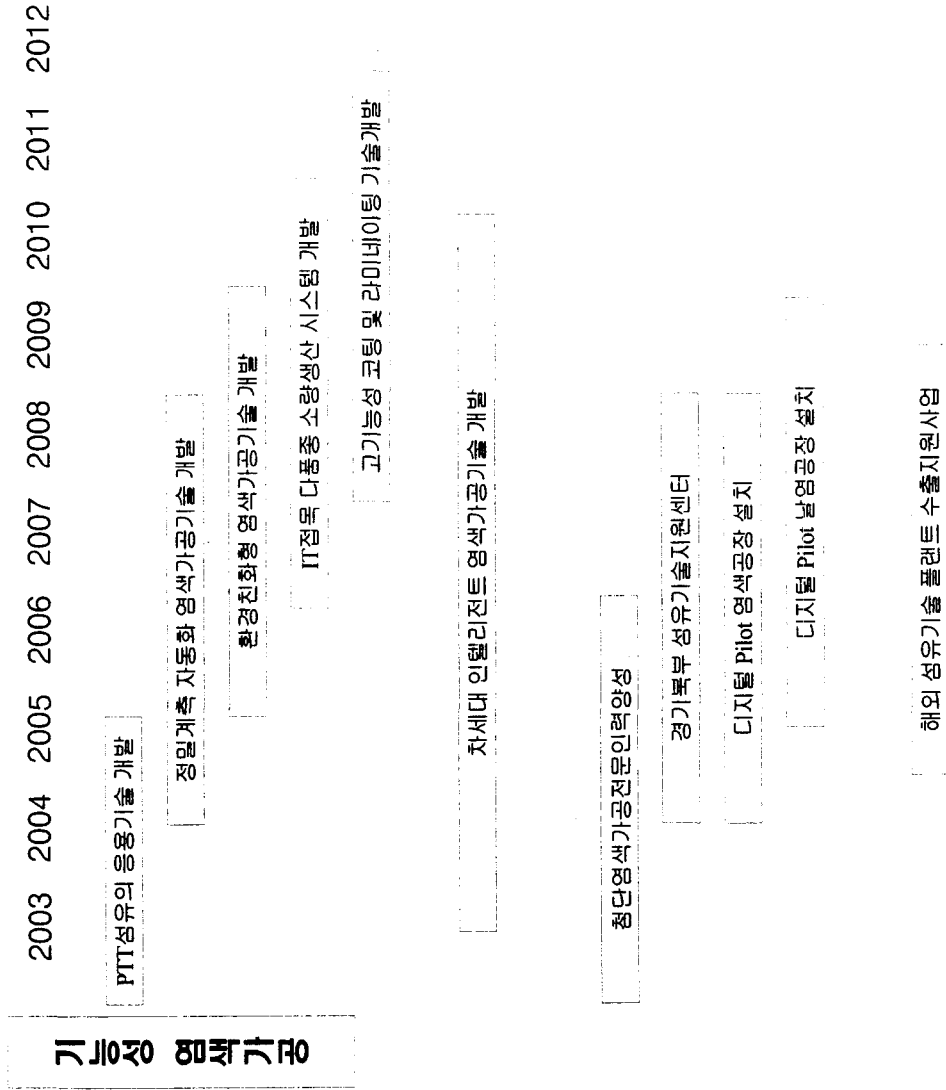 기능성 염색가공
2003 2004 2005 2006 2007 2008 2009 2010 2011 2012
PTT섬유의 응용기술 개발
정밀계측 자동화 염색가공기술 개발
환경친화형 염색가공기술 개발
IT접목 다품종 소량생산 시스템 개발
고기능성 코팅 및 라미네이팅 기술개발
차세대 인텔리전트 염색가공기술 개발
첨단염색가공전문인력양성
경기북부 섬유기술지원센터
디지털 Pilot 염색공장 설치
디지털 Pilot 날염공장 설치
해외 섬유기술 플랜트 수출지원사업